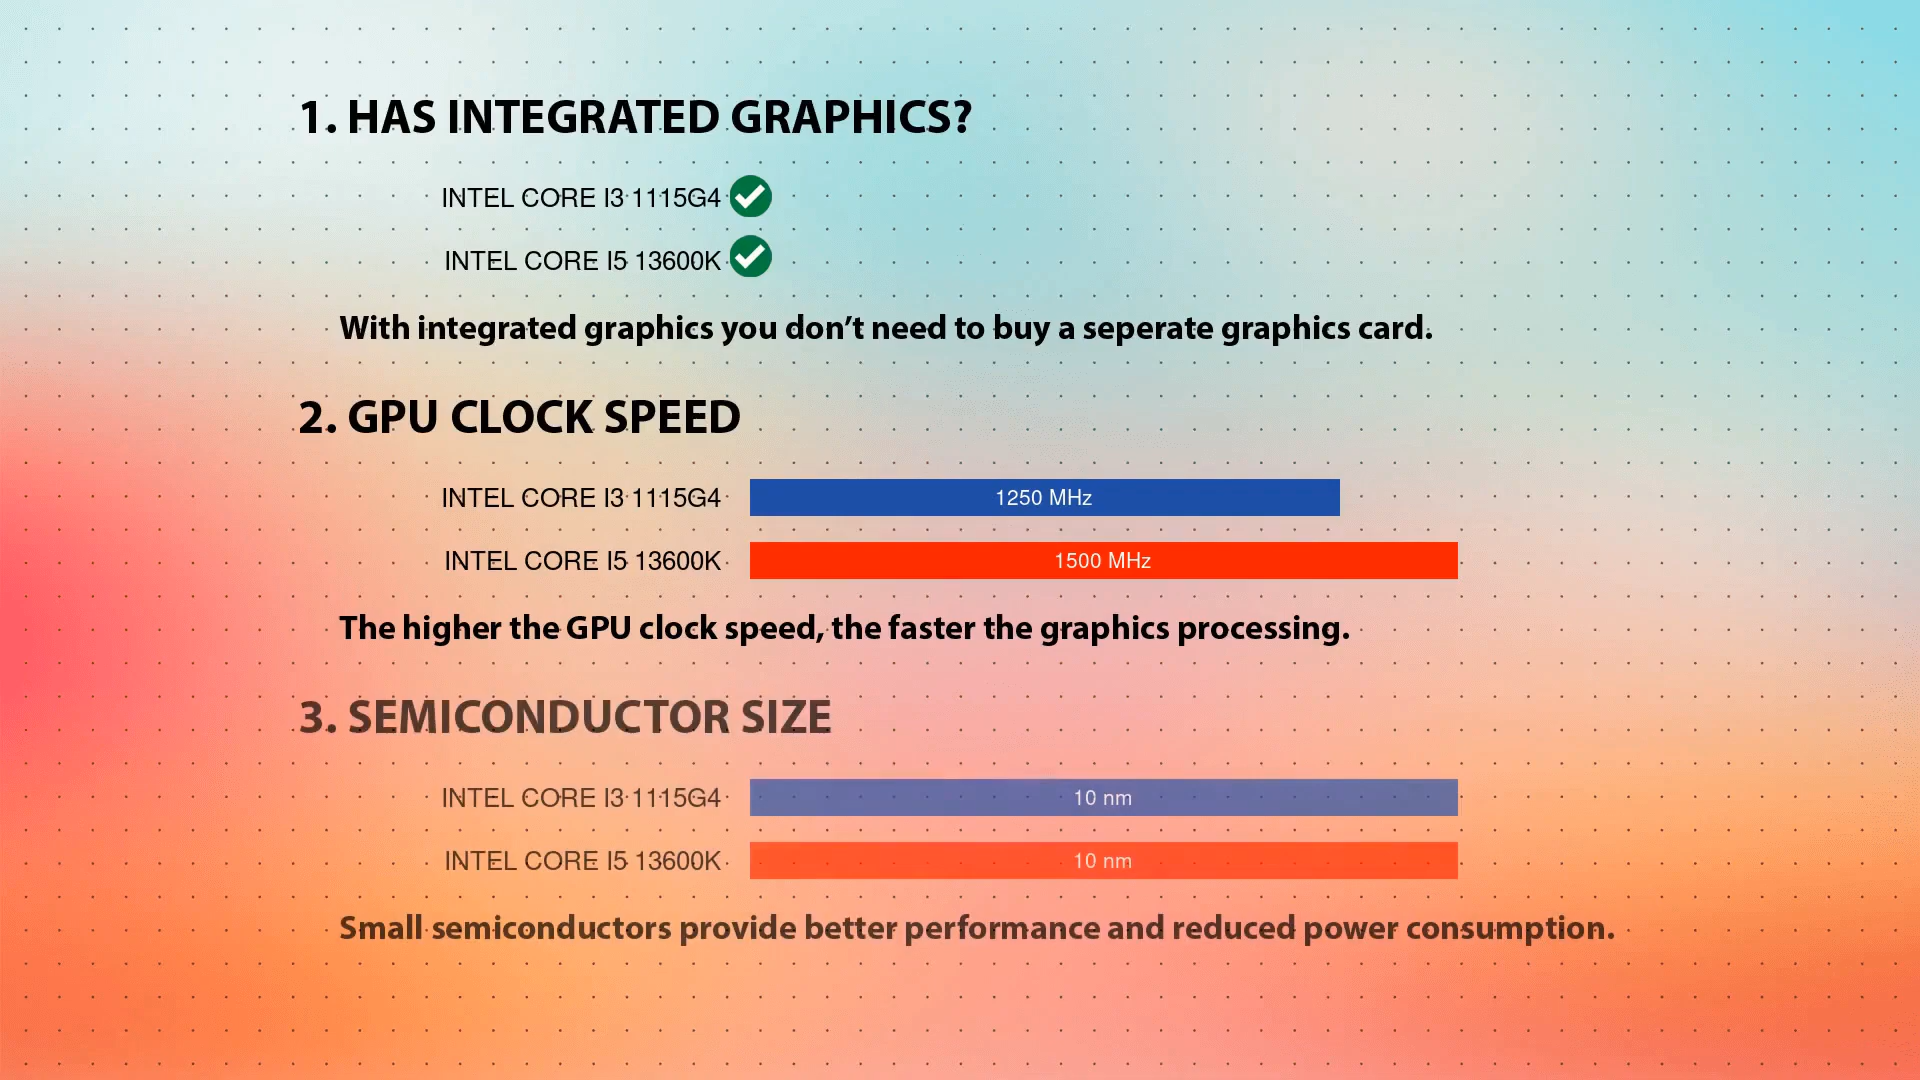 1. HAS INTEGRATED GRAPHICS?
INTEL CORE I3 1115G4
INTEL CORE I5 13600K
With integrated graphics you don’t need to buy a seperate graphics card.
2. GPU CLOCK SPEED
INTEL CORE I3 1115G4 1250 MHz
INTEL CORE I5 13600K 1500 MHz
The higher the GPU clock speed, the faster the graphics processing.
3. SEMICONDUCTOR SIZE
INTEL CORE I3 1115G4 10 nm
INTEL CORE I5 13600K 10 nm
Small semiconductors provide better performance and reduced power consumption.